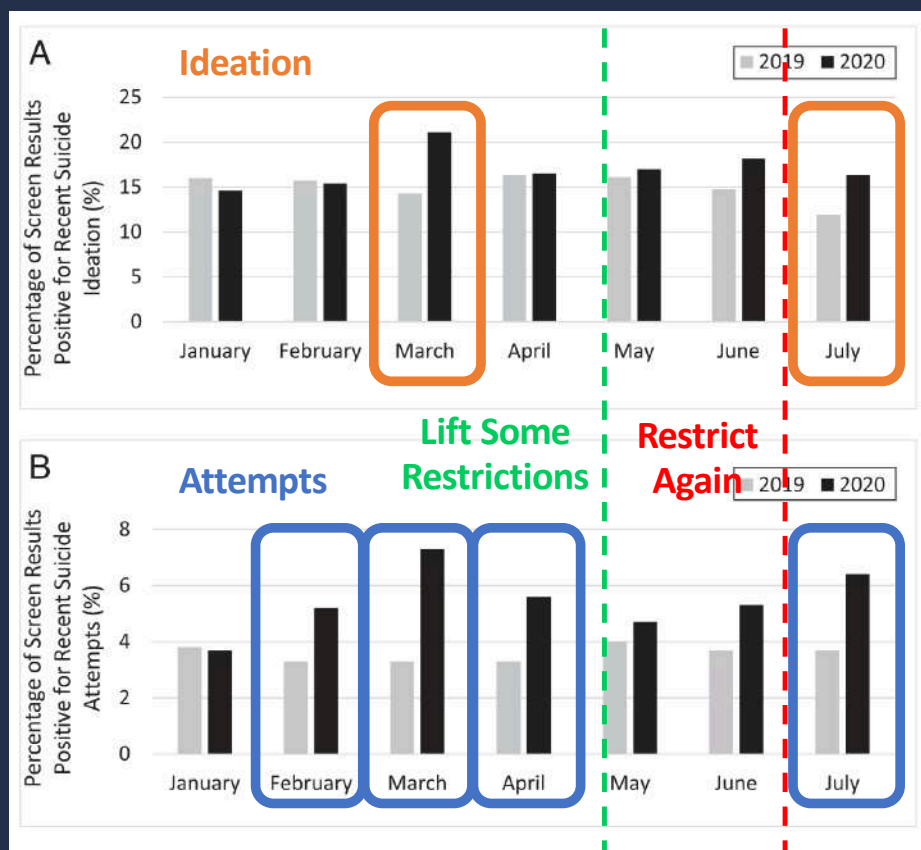 A
Ideation
2019 2020
Percentage of Screen Results
Positive for Recent Suicide
Ideation (%)
25
20
15
10
5
0
January February March April May June July
Lift Some
Restrictions
Restrict
Again
B
Attempts
2019 2020
Percentage of Screen Results
Positive for Recent Suicide
Attempts (%)
8
6
4
2
0
January February March April May June July